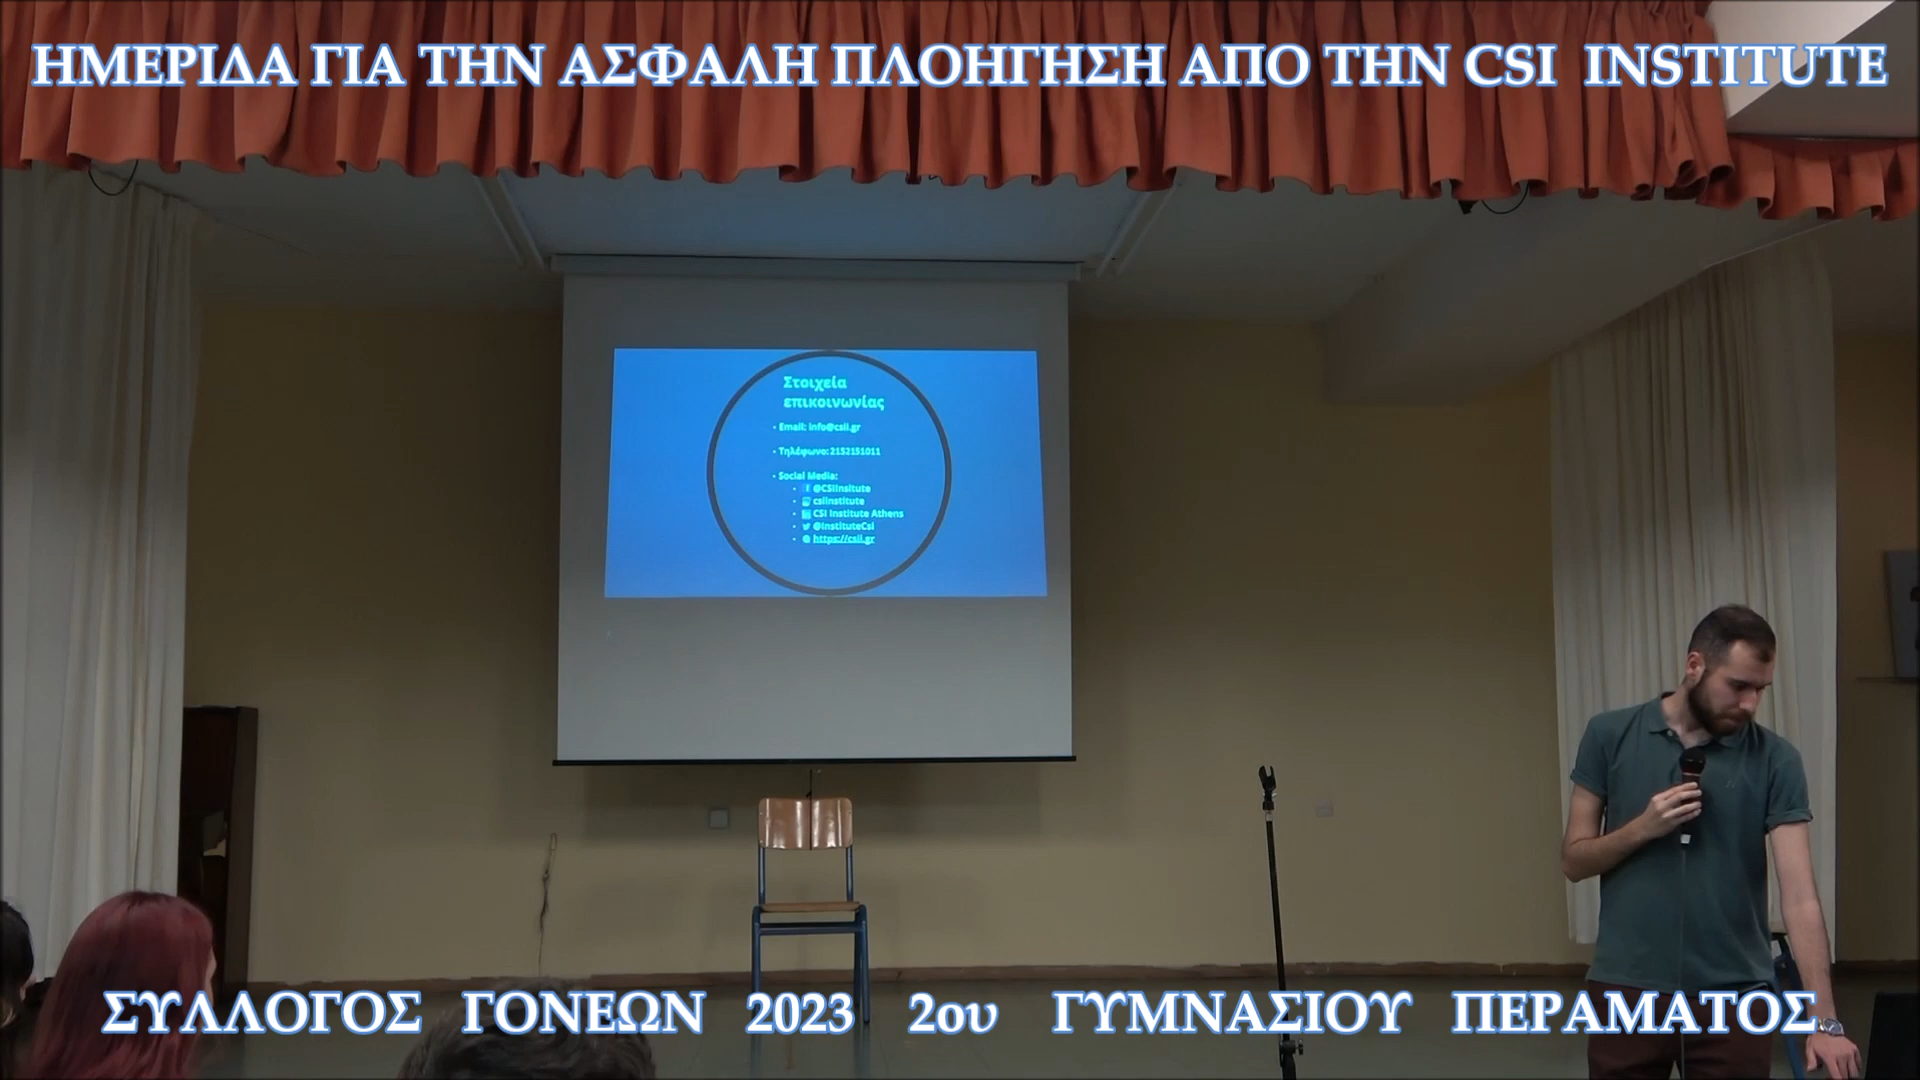 ΗΜΕΡΙΔΑ ΓΙΑ ΤΗΝ ΑΣΦΑΛΗ ΠΛΟΗΓΗΣΗ ΑΠΟ ΤΗΝ CSI INSTITUTE
Στοιχεία
επικοινωνίας
• Email: info@csii.gr
• Τηλέφωνο: 2152151011
• Social Media:
• @CSIInsitute
• csiinstitute
• CSI Institute Athens
• @InstituteCsi
• https://csii.gr
ΣΥΛΛΟΓΟΣ ΓΟΝΕΩΝ 2023 2ου ΓΥΜΝΑΣΙΟΥ ΠΕΡΑΜΑΤΟΣ